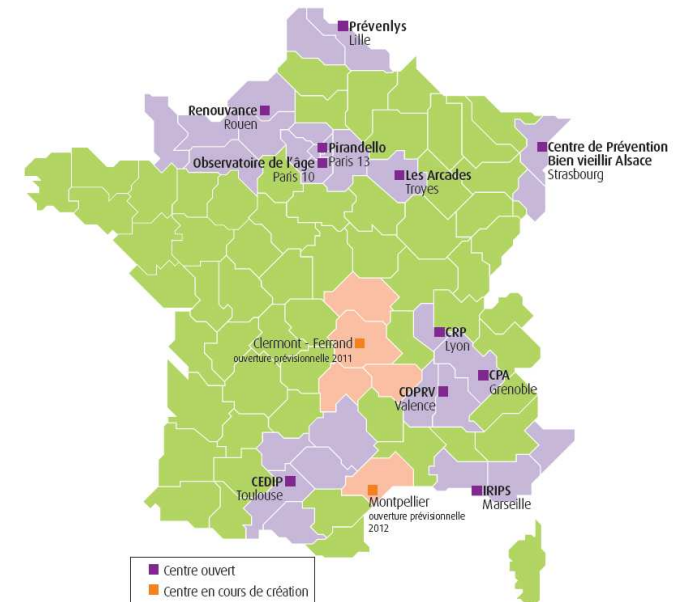 Prévenlys
Lille
Renouvance
Rouen
Pirandello
Paris 13
Observatoire de l'âge
Paris 10
Les Arcades
Troyes
Centre de Prévention
Bien vieillir Alsace
Strasbourg
Clermont - Ferrand
ouverture prévisionnelle 2011
CRP
Lyon
CPA
Grenoble
CDPRV
Valence
CEDIP
Toulouse
Montpellier
ouverture prévisionnelle
2012
IRIPS
Marseille
Centre ouvert
Centre en cours de création